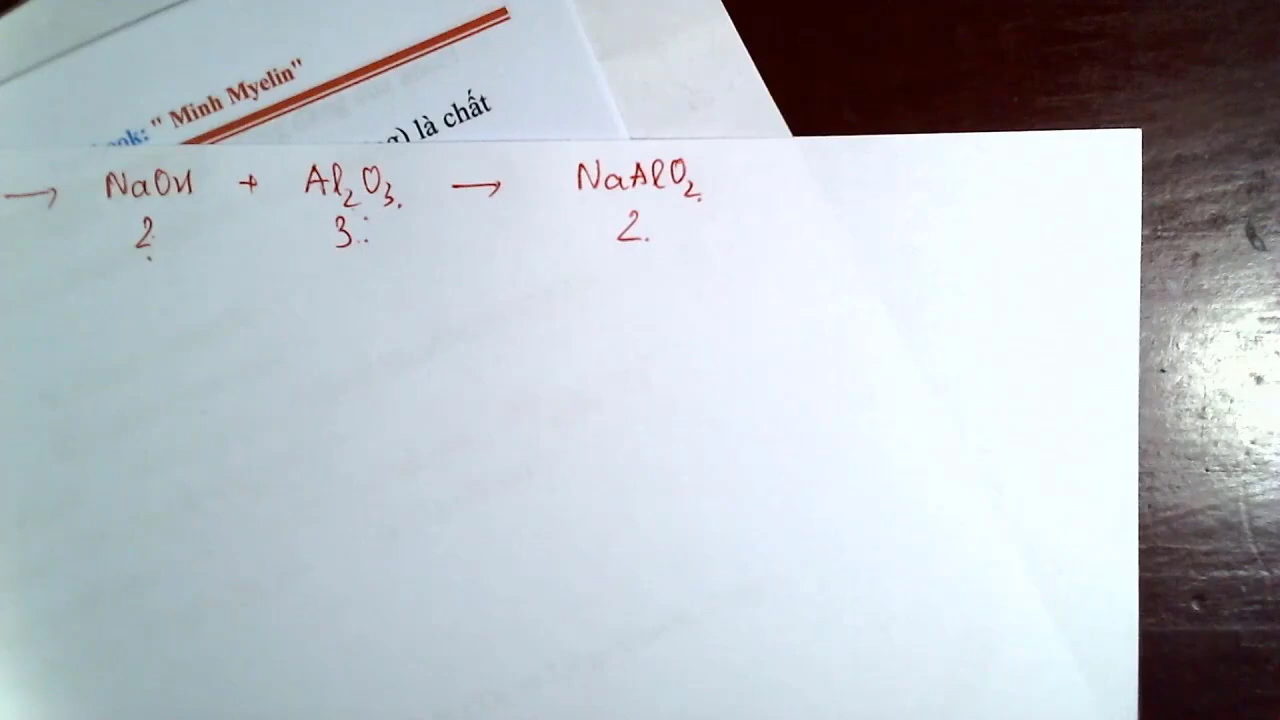 ook: " Minh Myelin"
g) là chất
→ NaOH + Al₂O₃. → NaAlO₂.
2 3 2.